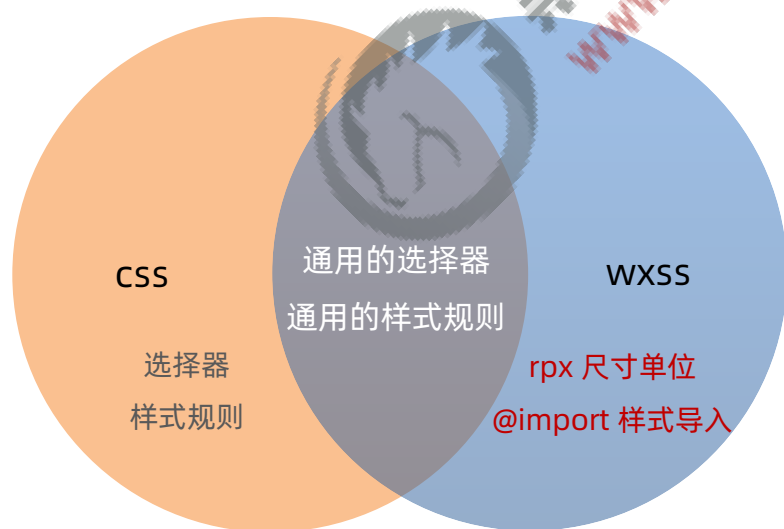 css
选择器
样式规则
通用的选择器
通用的样式规则
wxss
rpx 尺寸单位
@import 样式导入